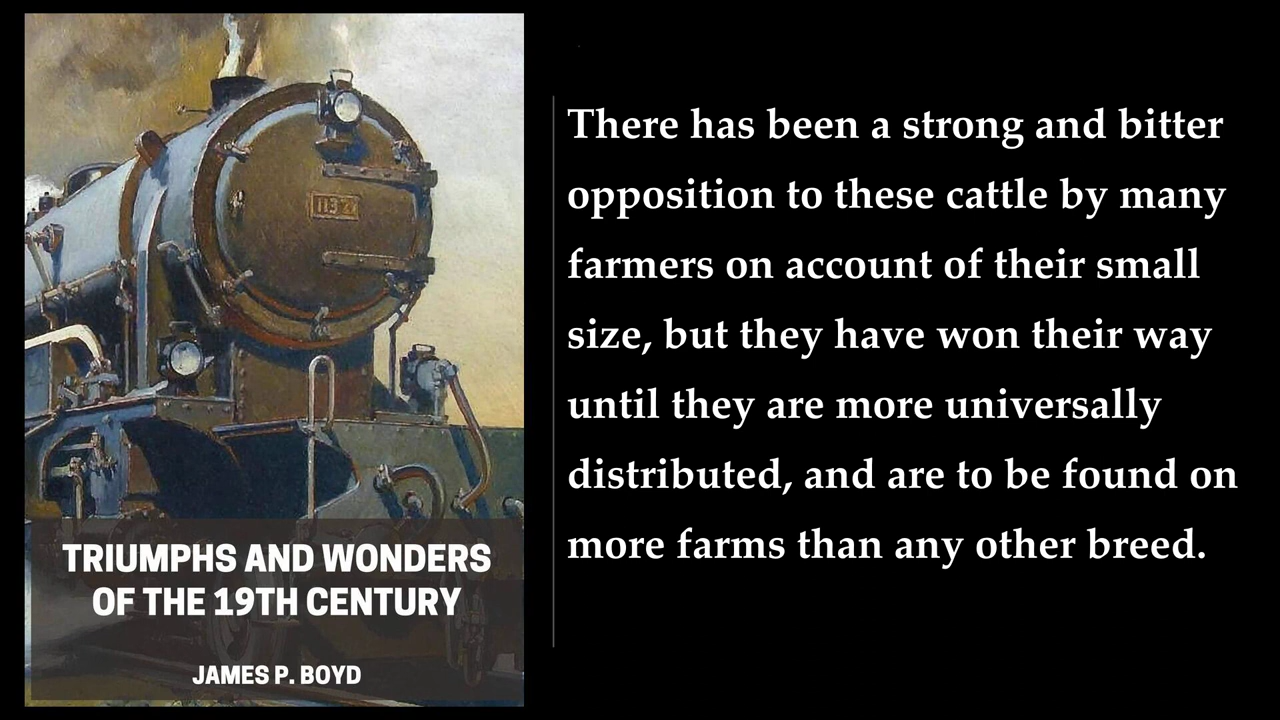 TRIUMPHS AND WONDERS
OF THE 19TH CENTURY
JAMES P. BOYD
There has been a strong and bitter
opposition to these cattle by many
farmers on account of their small
size, but they have won their way
until they are more universally
distributed, and are to be found on
more farms than any other breed.